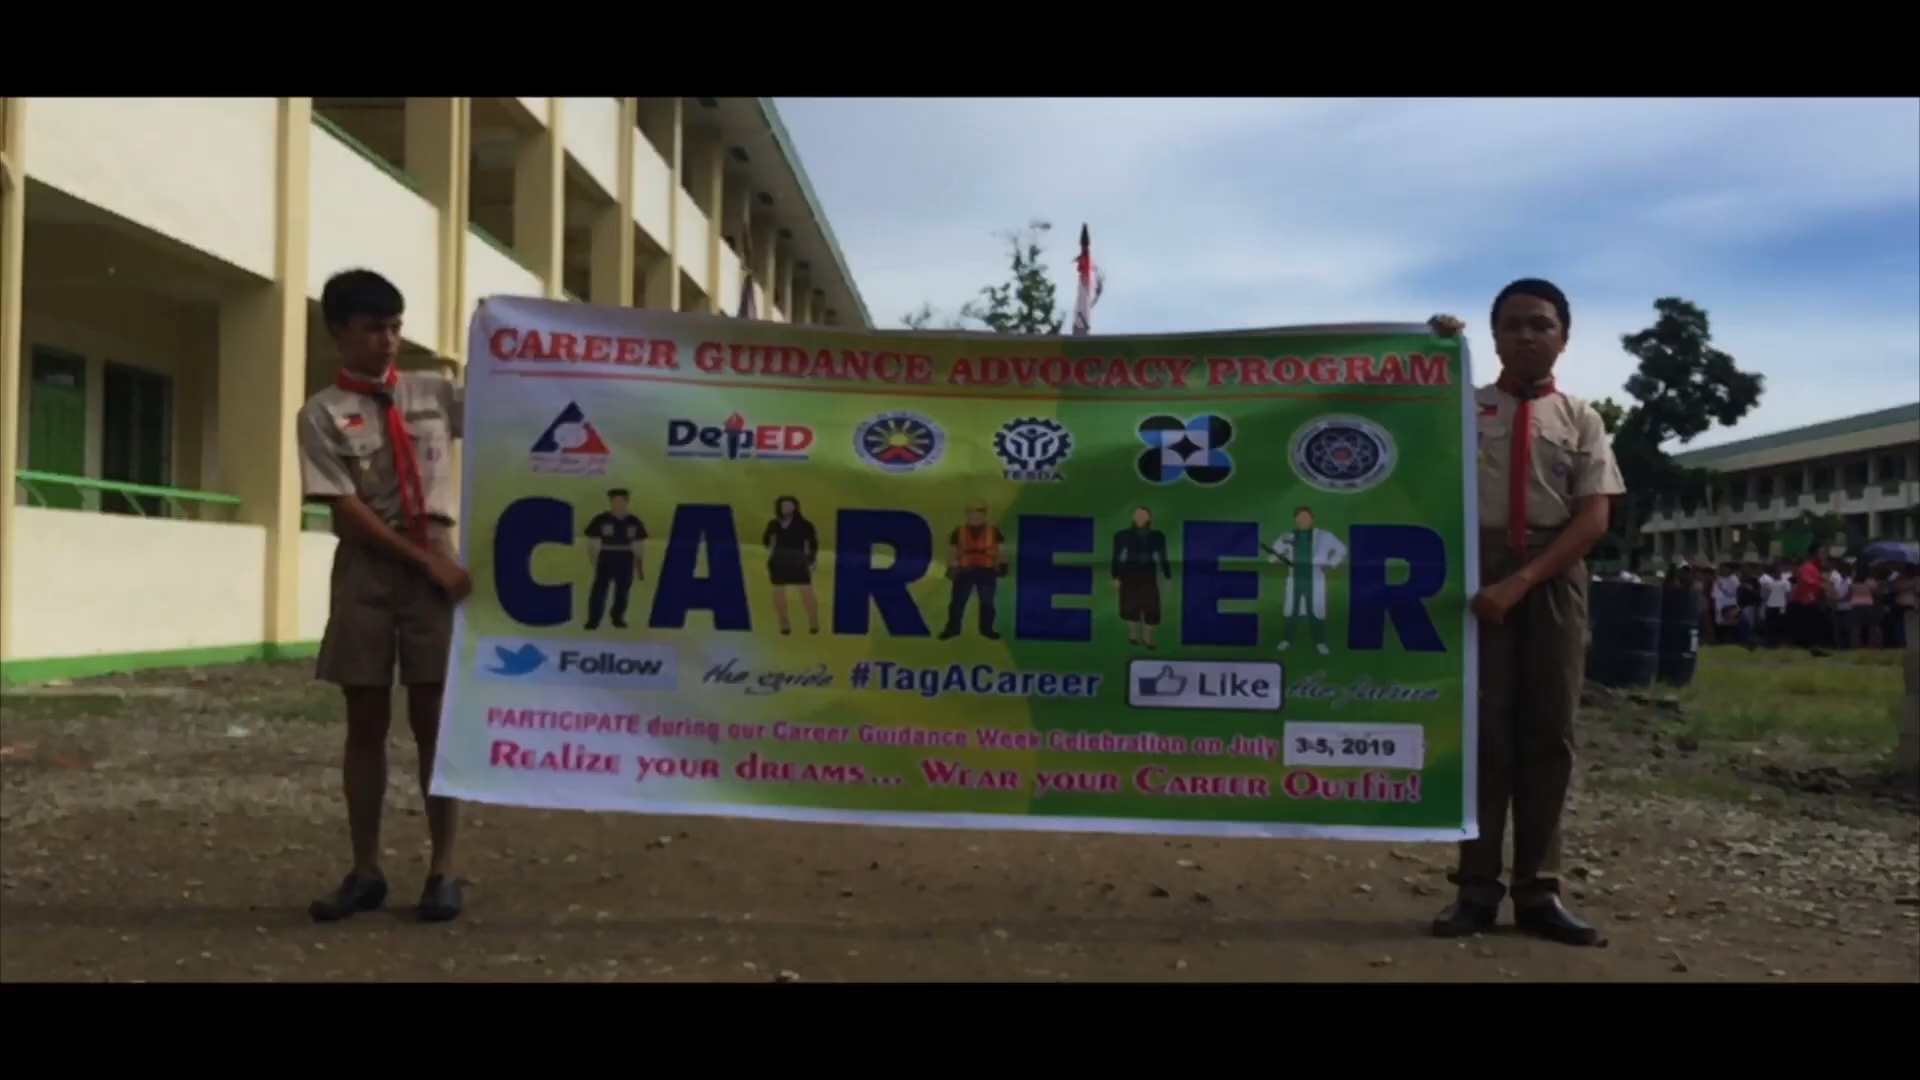 CAREER GUIDANCE ADVOCACY PROGRAM
DepED
TESDA
CAREER
Follow the guide #TagACareer Like the future
PARTICIPATE during our Career Guidance Week Celebration on July 3-5, 2019
Realize your dreams... Wear your Career Outfit!